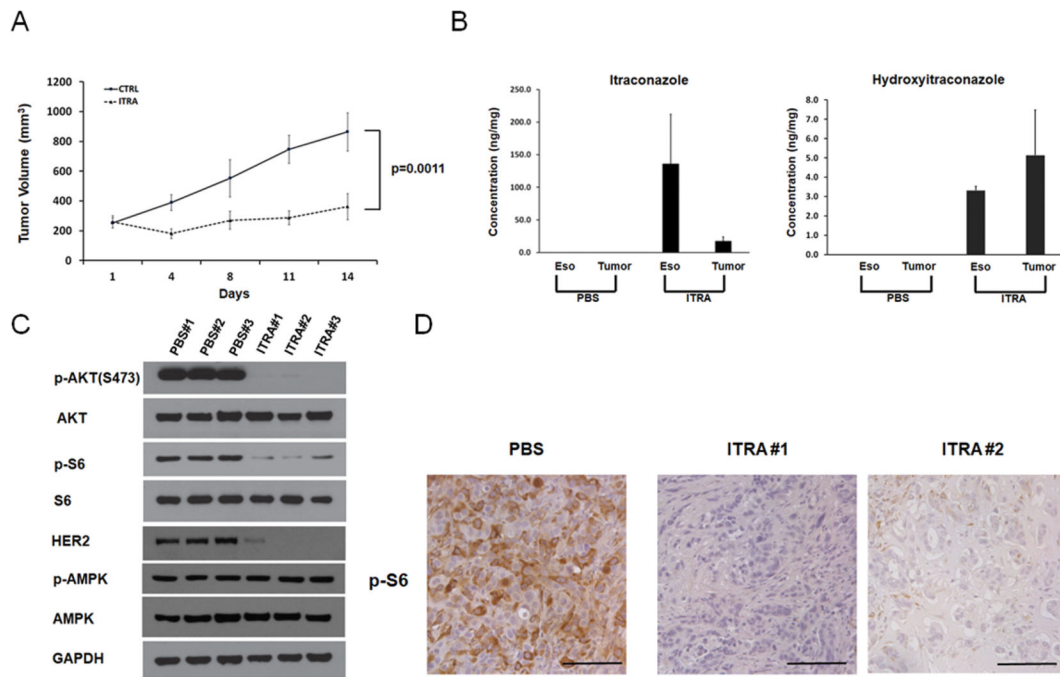 A
CTRL
ITRA
Tumor Volume (mm³)
1200
1000
800
600
400
200
0
1 4 8 11 14
Days
p=0.0011
B
Itraconazole
Concentration (ng/mg)
250.0
200.0
150.0
100.0
50.0
0.0
Eso Tumor Eso Tumor
PBS ITRA
Hydroxyitraconazole
Concentration (ng/mg)
8.0
7.0
6.0
5.0
4.0
3.0
2.0
1.0
0.0
Eso Tumor Eso Tumor
PBS ITRA
C
PBS#1 PBS#2 PBS#3 ITRA#1 ITRA#2 ITRA#3
p-AKT(S473)
AKT
p-S6
S6
HER2
p-AMPK
AMPK
GAPDH
D
PBS ITRA#1 ITRA#2
p-S6